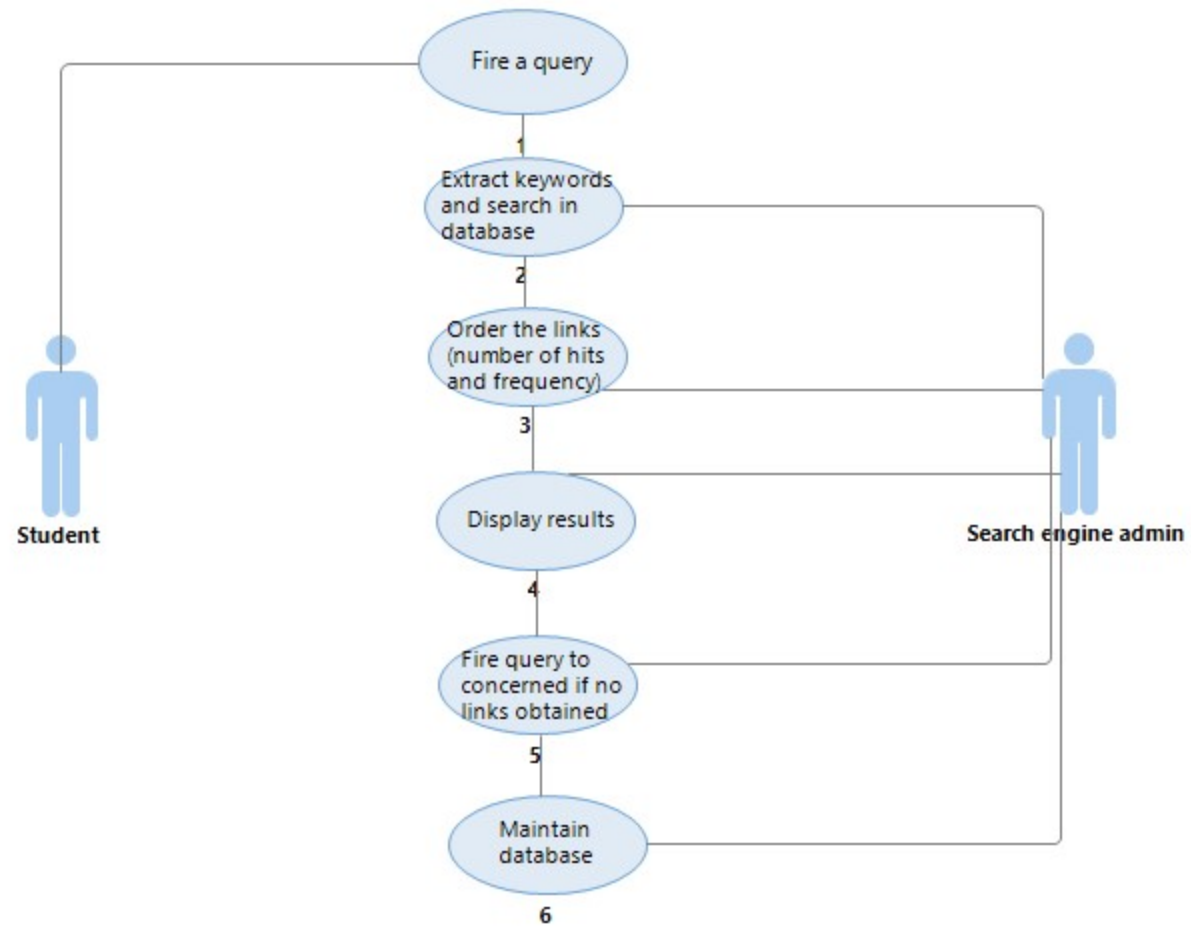 Fire a query
1
Extract keywords
and search in
database
2
Order the links
(number of hits
and frequency)
3
Display results
Student
Search engine admin
4
Fire query to
concerned if no
links obtained
5
Maintain
database
6